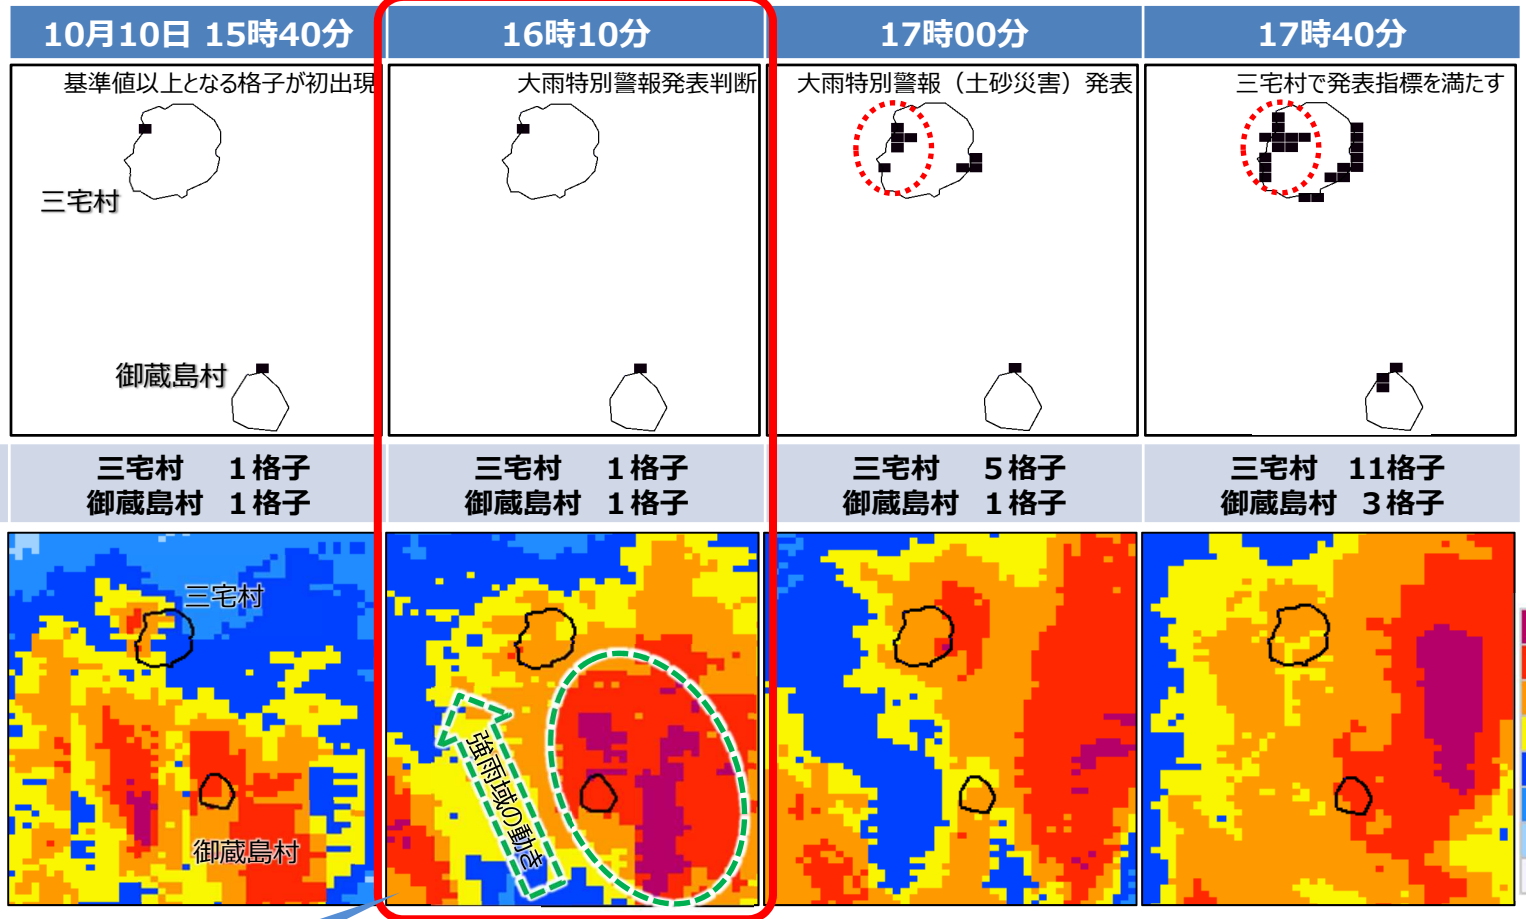 10月10日 15時40分
16時10分
17時00分
17時40分
基準値以上となる格子が初出現
大雨特別警報発表判断
大雨特別警報（土砂災害）発表
三宅村で発表指標を満たす
三宅村
御蔵島村
三宅村　１格子
御蔵島村　１格子
三宅村　１格子
御蔵島村　１格子
三宅村　５格子
御蔵島村　１格子
三宅村　11格子
御蔵島村　３格子
三宅村
御蔵島村
強雨域の動き